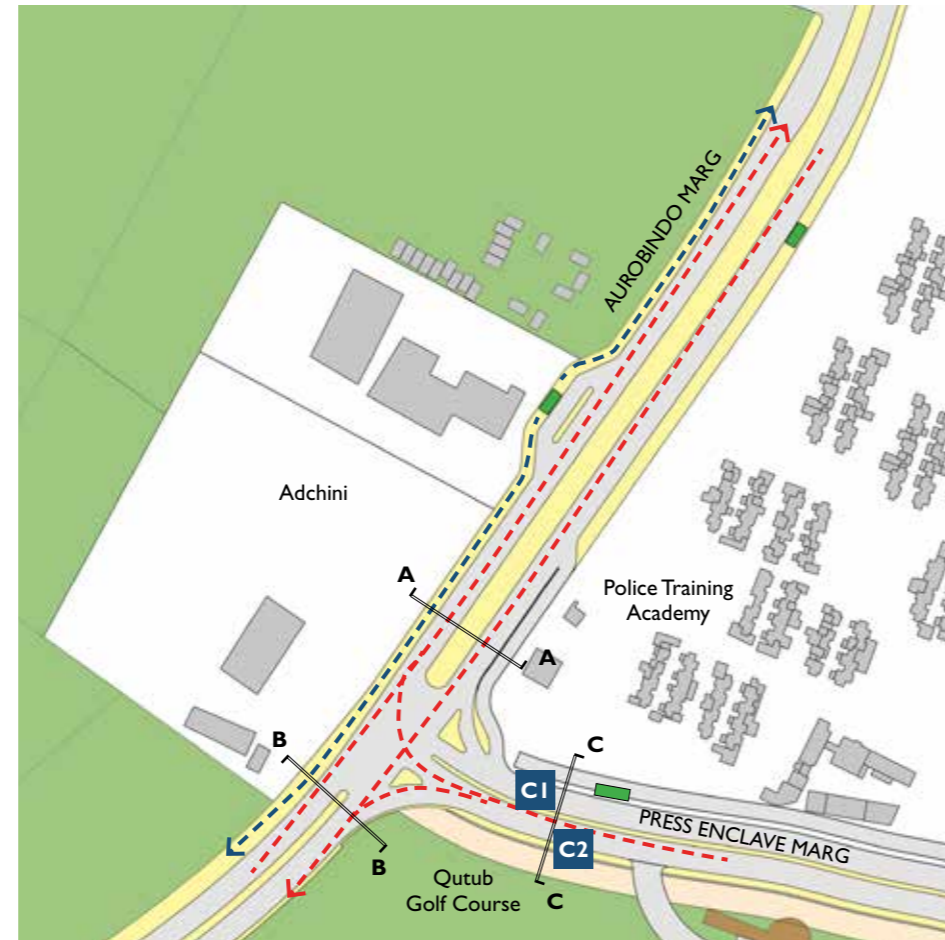 AUROBINDO MARG
Adchini
Police Training
Academy
A
A
B
B
C
C1
PRESS ENCLAVE MARG
C2
C
Qutub
Golf Course